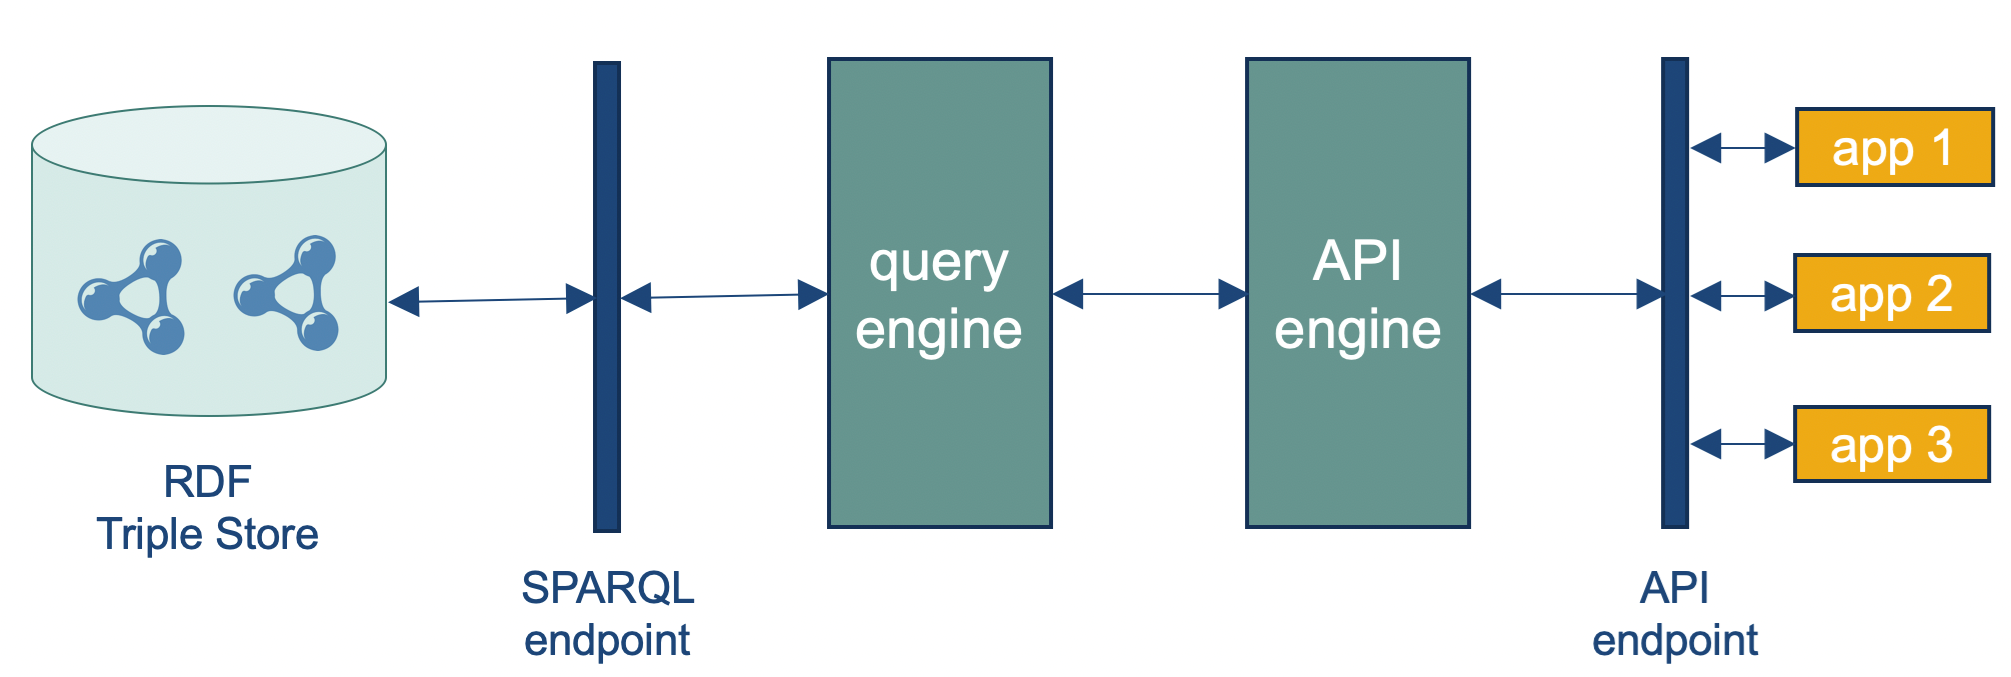 RDF
Triple Store
SPARQL
endpoint
query
engine
API
engine
API
endpoint
app 1
app 2
app 3